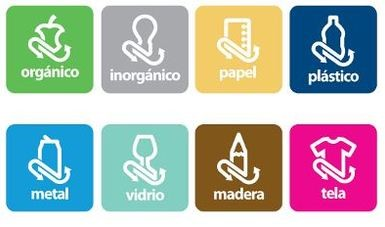 orgánico
inorgánico
papel
plástico
metal
vidrio
madera
tela